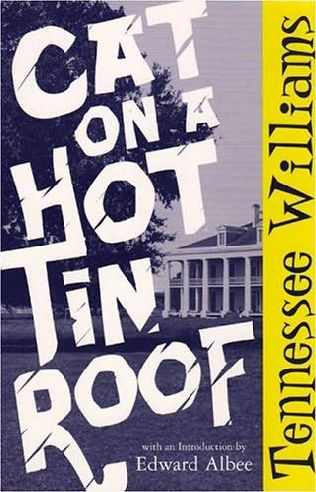 CAT
ON A
HOT
TIN
ROOF
with an Introduction by
Edward Albee
Tennessee Williams